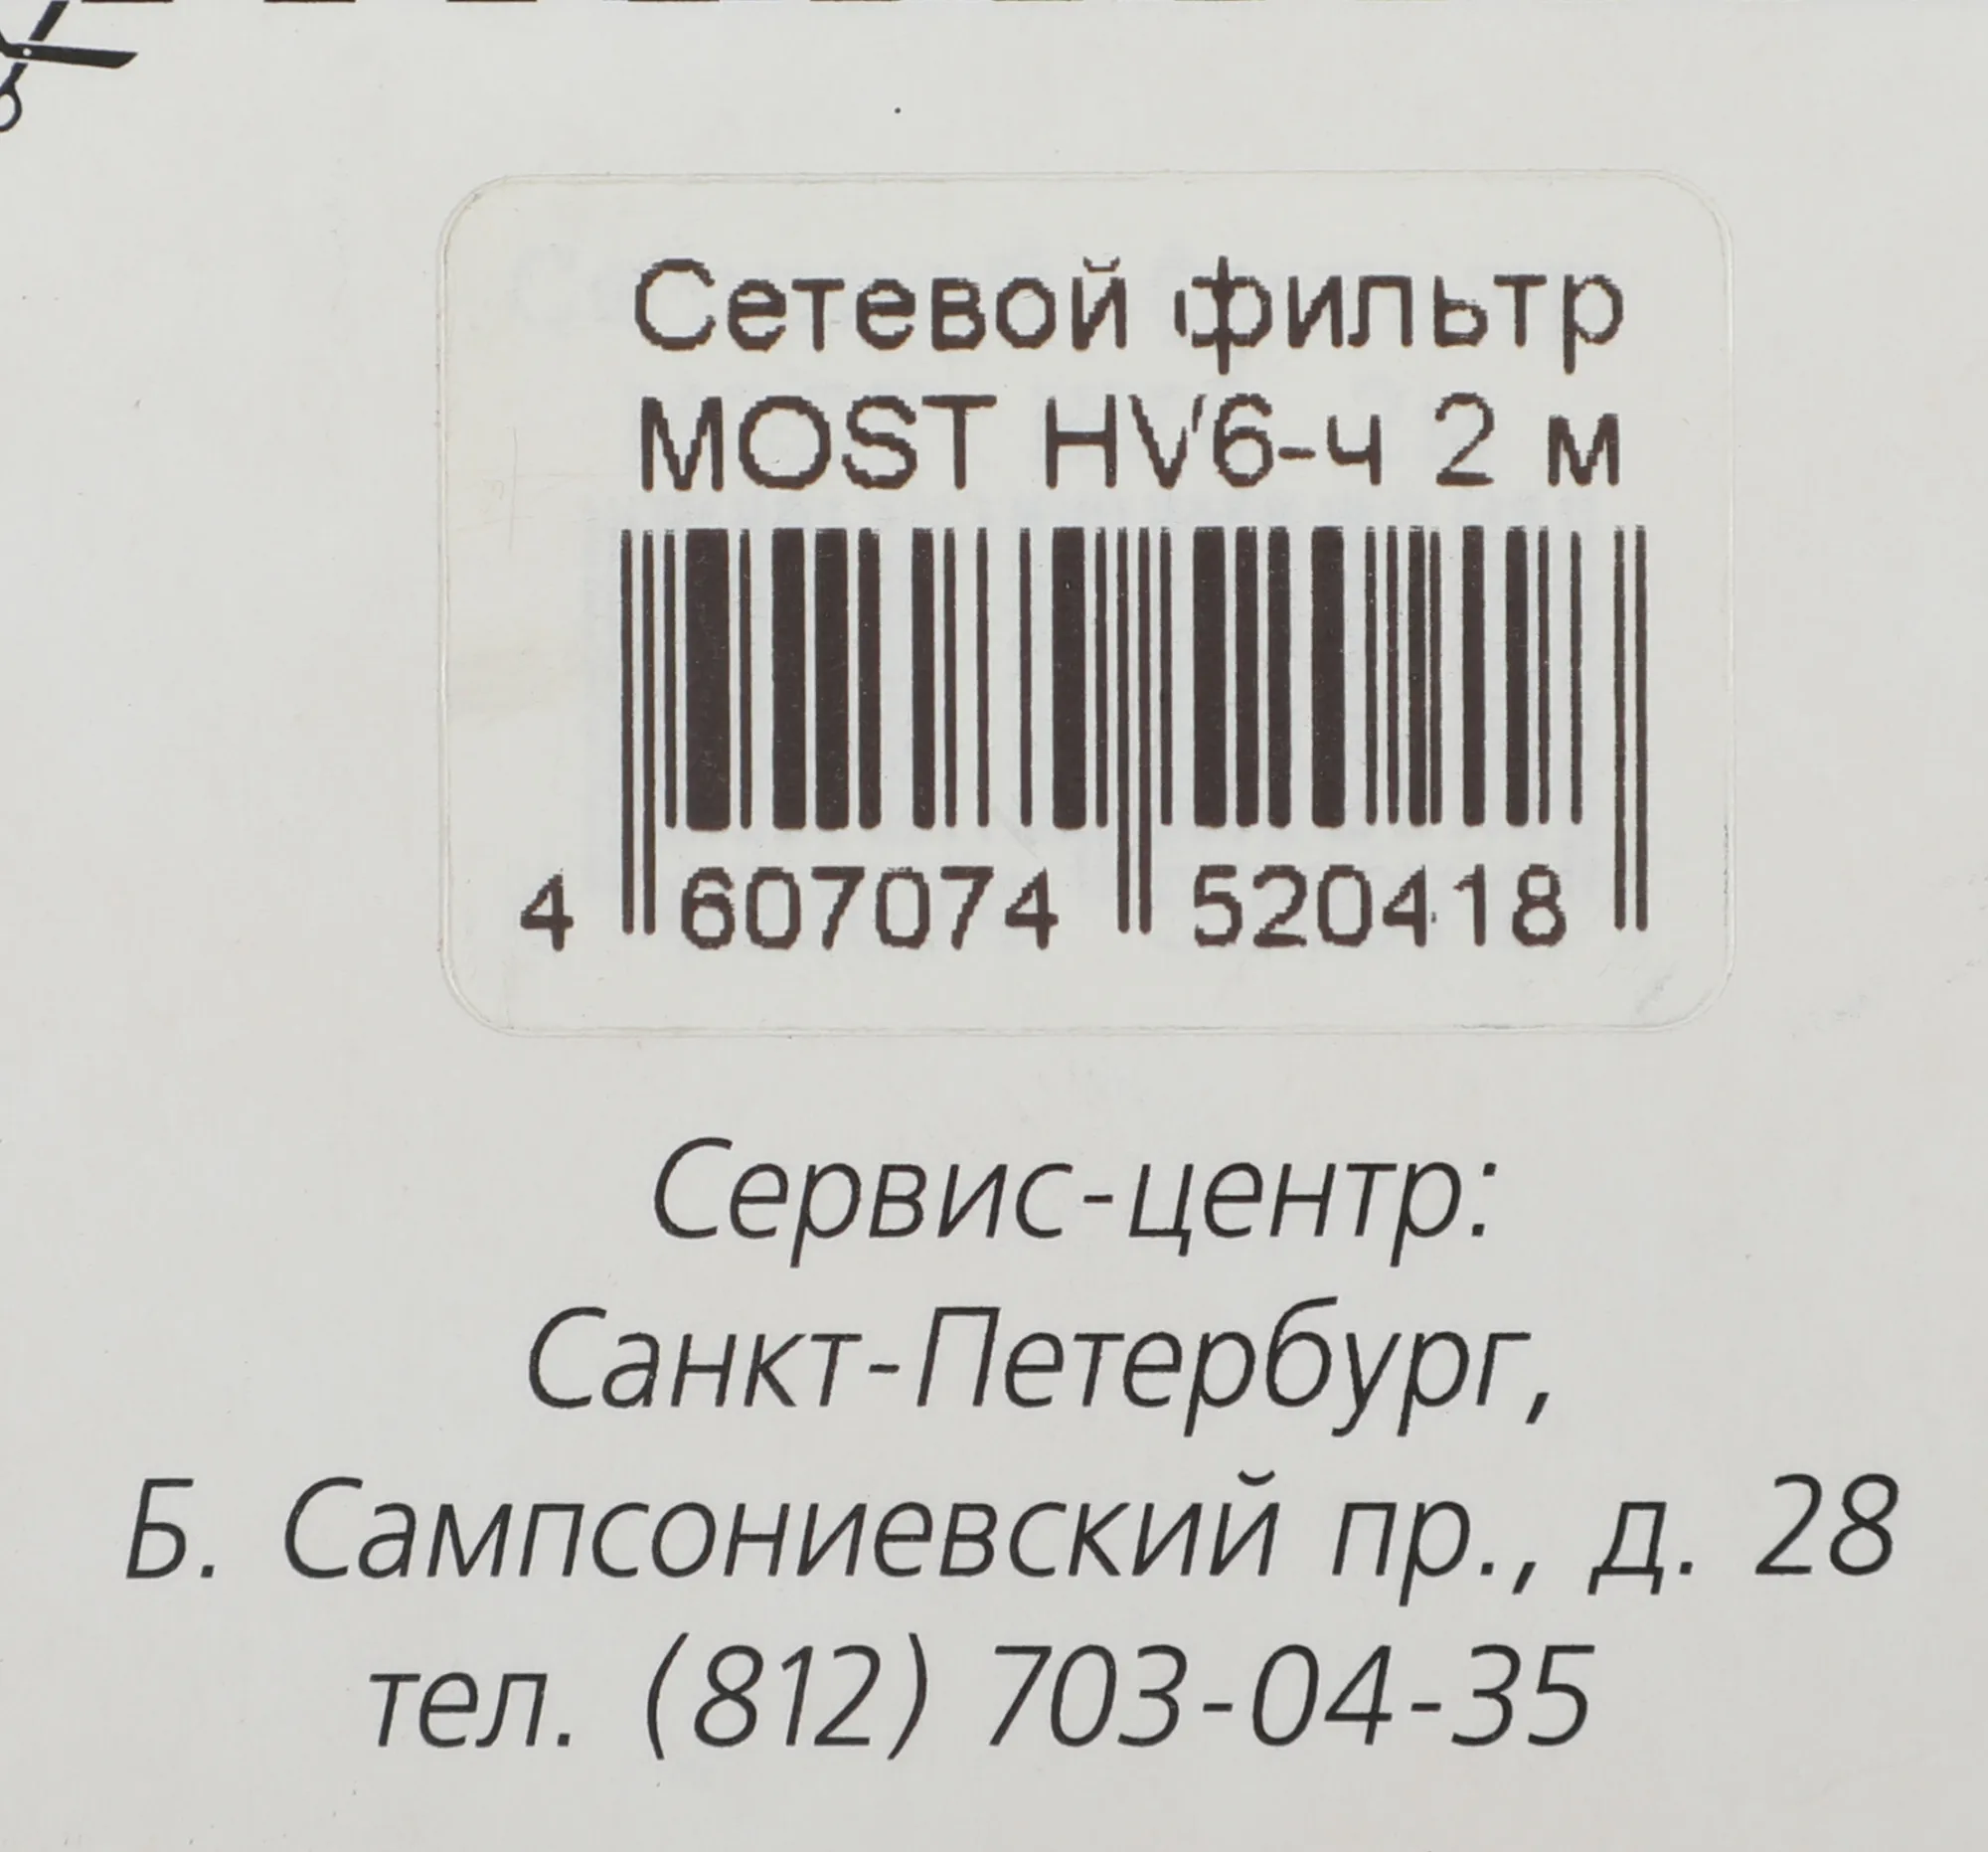 Сетевой фильтр
MOST HV6-ч 2 м
4 607074 520418
Сервис-центр:
Санкт-Петербург,
Б. Сампсониевский пр., д. 28
тел. (812) 703-04-35